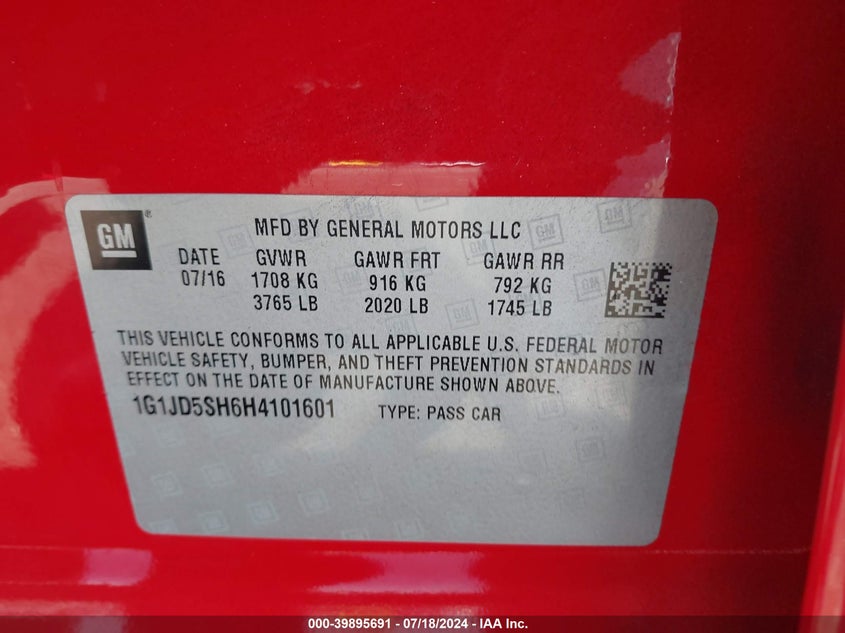 GM ®
MFD BY GENERAL MOTORS LLC
DATE GVWR GAWR FRT GAWR RR
07/16 1708 KG 916 KG 792 KG
3765 LB 2020 LB 1745 LB
THIS VEHICLE CONFORMS TO ALL APPLICABLE U.S. FEDERAL MOTOR
VEHICLE SAFETY, BUMPER, AND THEFT PREVENTION STANDARDS IN
EFFECT ON THE DATE OF MANUFACTURE SHOWN ABOVE.
1G1JD5SH6H4101601 TYPE: PASS CAR
000-39895691 - 07/18/2024 - IAA Inc.